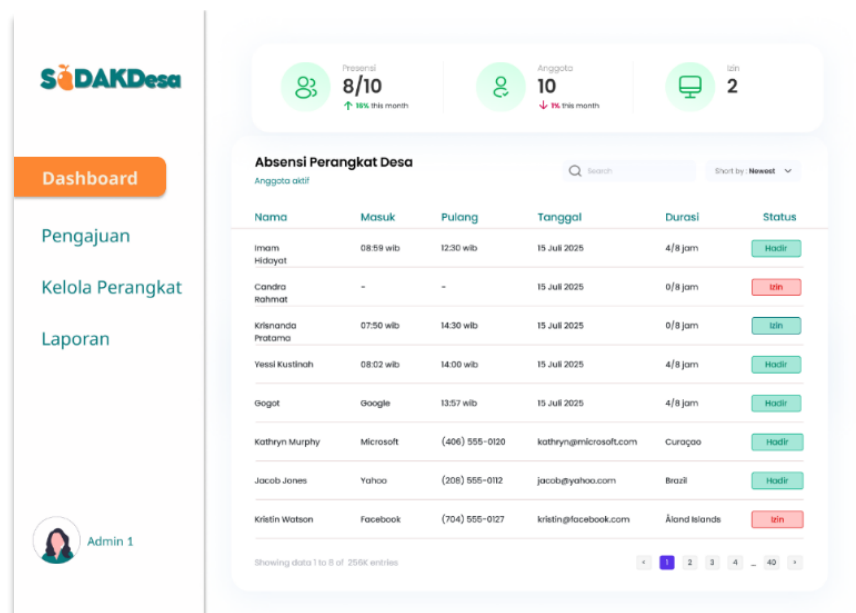 SODAKDesa
Dashboard
Pengajuan
Kelola Perangkat
Laporan
Admin 1
Presensi
8/10
16% this month
Anggota
10
1% this month
Izin
2
Absensi Perangkat Desa
Anggota aktif
Search
Short by : Newest
Nama Masuk Pulang Tanggal Durasi Status
Imam 08:59 wib 12:30 wib 15 Juli 2025 4/8 jam Hadir
Hidayat
Candra - - 15 Juli 2025 0/8 jam Izin
Rahmat
Krisnanda 07:50 wib 14:30 wib 15 Juli 2025 0/8 jam Izin
Pratama
Yessi Kustinah 08:02 wib 14:00 wib 15 Juli 2025 4/8 jam Hadir
Gogot Google 13:57 wib 15 Juli 2025 4/8 jam Hadir
Kathryn Murphy Microsoft (406) 555-0120 kathryn@microsoft.com Curaçao Hadir
Jacob Jones Yahoo (208) 555-0112 jacob@yahoo.com Brazil Hadir
Kristin Watson Facebook (704) 555-0127 kristin@facebook.com Åland Islands Izin
Showing data 1 to 8 of 256K entries
< 1 2 3 4 ... 40 >